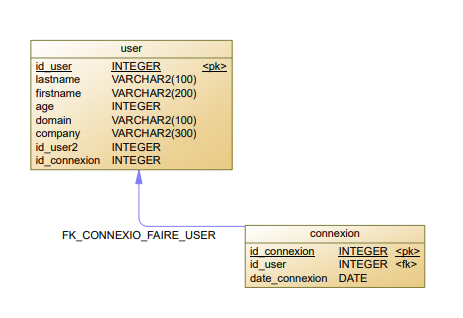 user
id_user INTEGER <pk>
lastname VARCHAR2(100)
firstname VARCHAR2(200)
age INTEGER
domain VARCHAR2(100)
company VARCHAR2(300)
id_user2 INTEGER
id_connexion INTEGER
FK_CONNEXIO_FAIRE_USER
connexion
id_connexion INTEGER <pk>
id_user INTEGER <fk>
date_connexion DATE